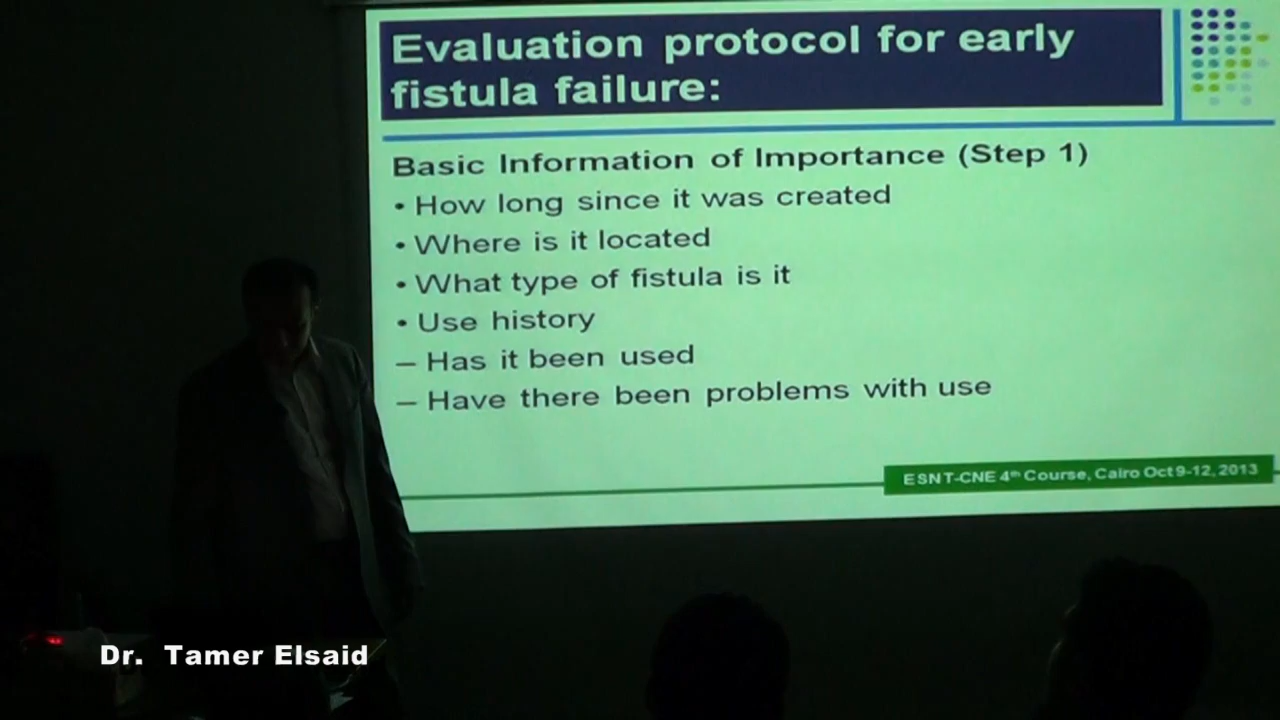 Evaluation protocol for early
fistula failure:
Basic Information of Importance (Step 1)
• How long since it was created
• Where is it located
• What type of fistula is it
• Use history
– Has it been used
– Have there been problems with use
ESNT-CNE 4th Course, Cairo Oct 9-12, 2013
Dr. Tamer Elsaid